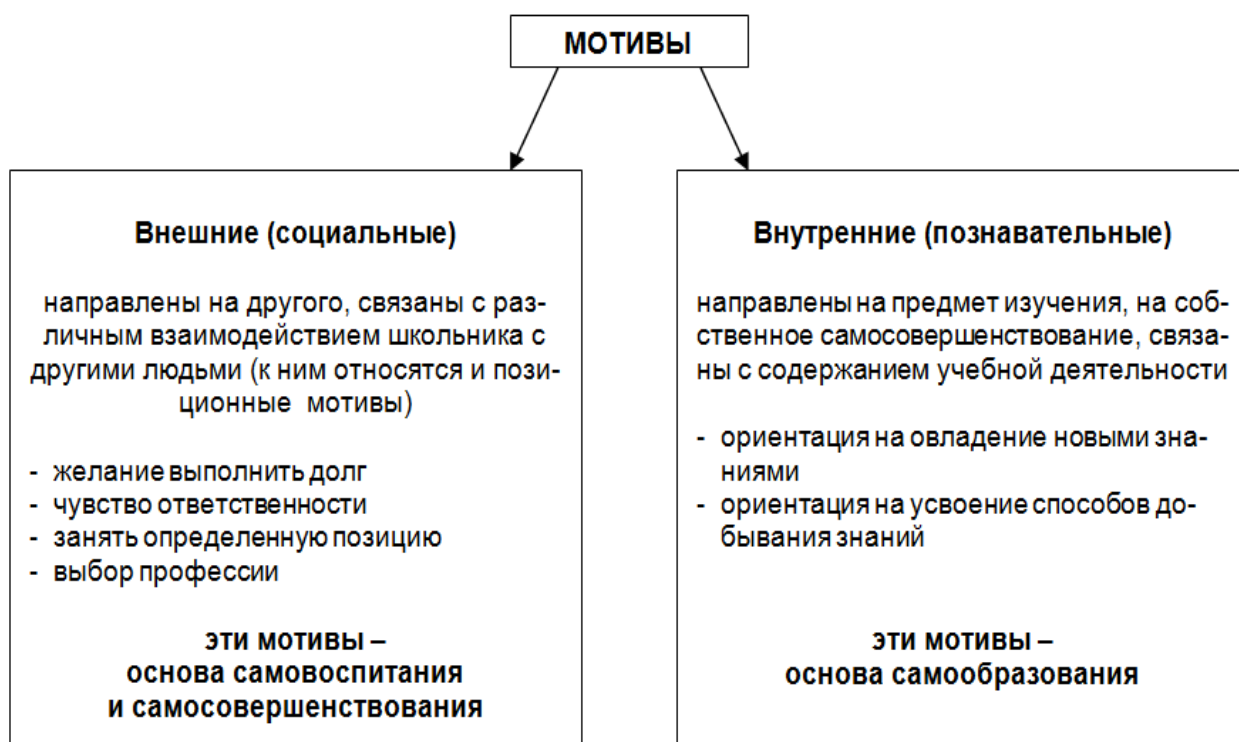 МОТИВЫ
Внешние (социальные)
направлены на другого, связаны с раз-
личным взаимодействием школьника с
другими людьми (к ним относятся и пози-
ционные мотивы)
- желание выполнить долг
- чувство ответственности
- занять определенную позицию
- выбор профессии
эти мотивы –
основа самовоспитания
и самосовершенствования
Внутренние (познавательные)
направлены на предмет изучения, на соб-
ственное самосовершенствование, связа-
ны с содержанием учебной деятельности
- ориентация на овладение новыми зна-
ниями
- ориентация на усвоение способов до-
бывания знаний
эти мотивы –
основа самообразования